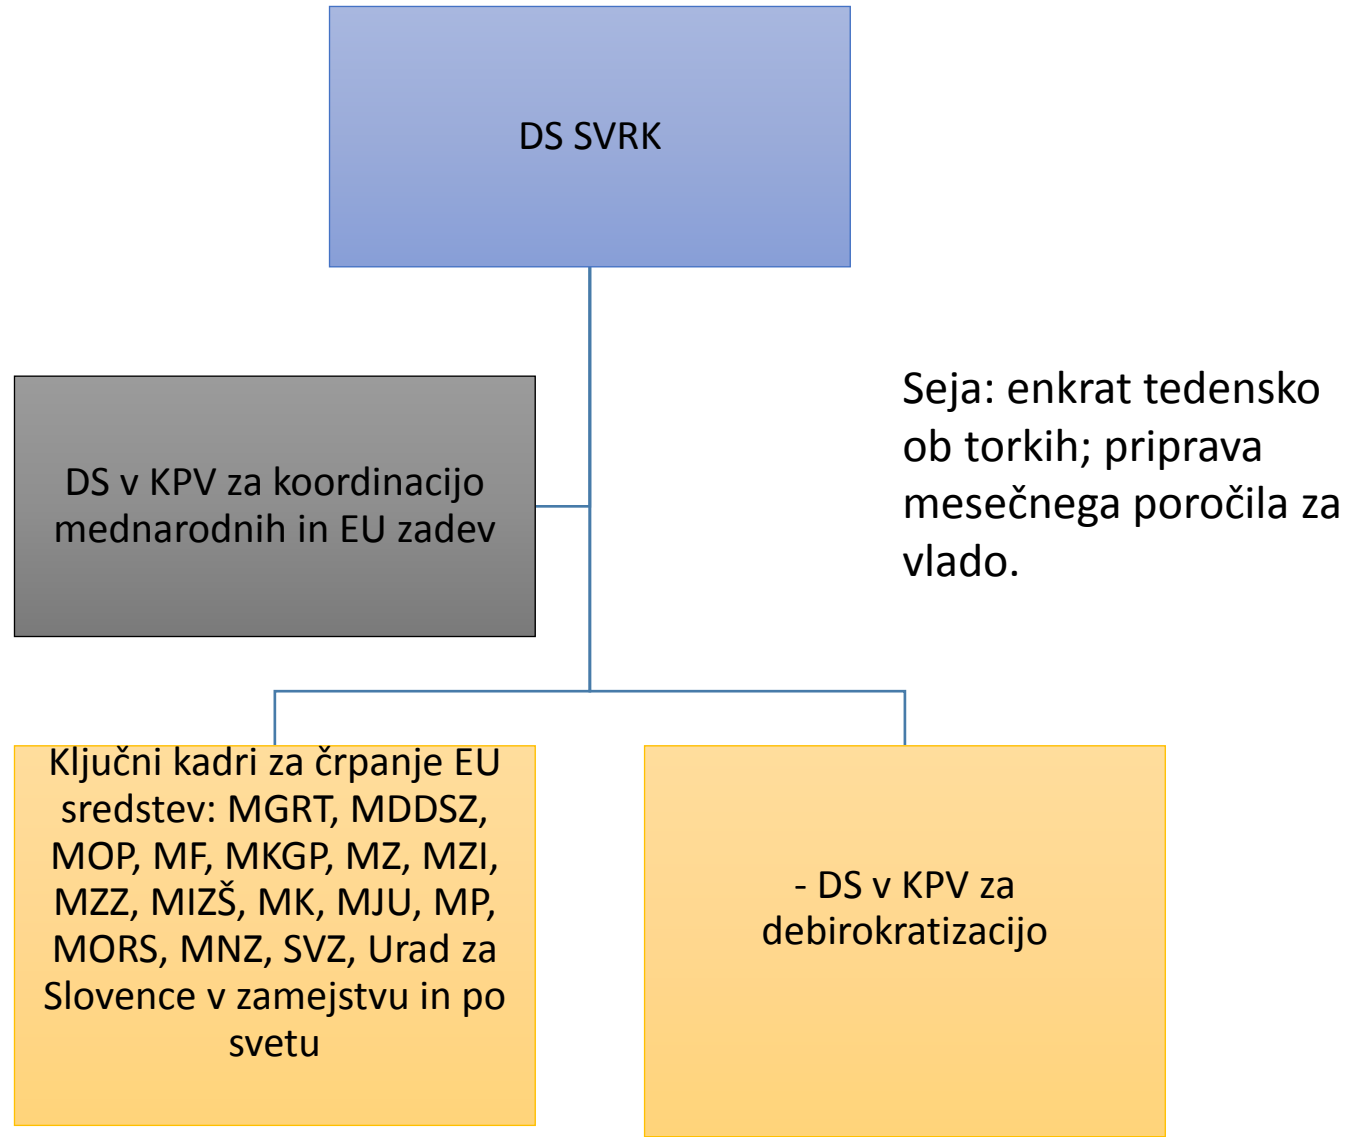 DS SVRK
Seja: enkrat tedensko
ob torkih; priprava
mesečnega poročila za
vlado.
DS v KPV za koordinacijo
mednarodnih in EU zadev
Ključni kadri za črpanje EU
sredstev: MGRT, MDDSZ,
MOP, MF, MKGP, MZ, MZI,
MZZ, MIZŠ, MK, MJU, MP,
MORS, MNZ, SVZ, Urad za
Slovence v zamejstvu in po
svetu
- DS v KPV za
debirokratizacijo